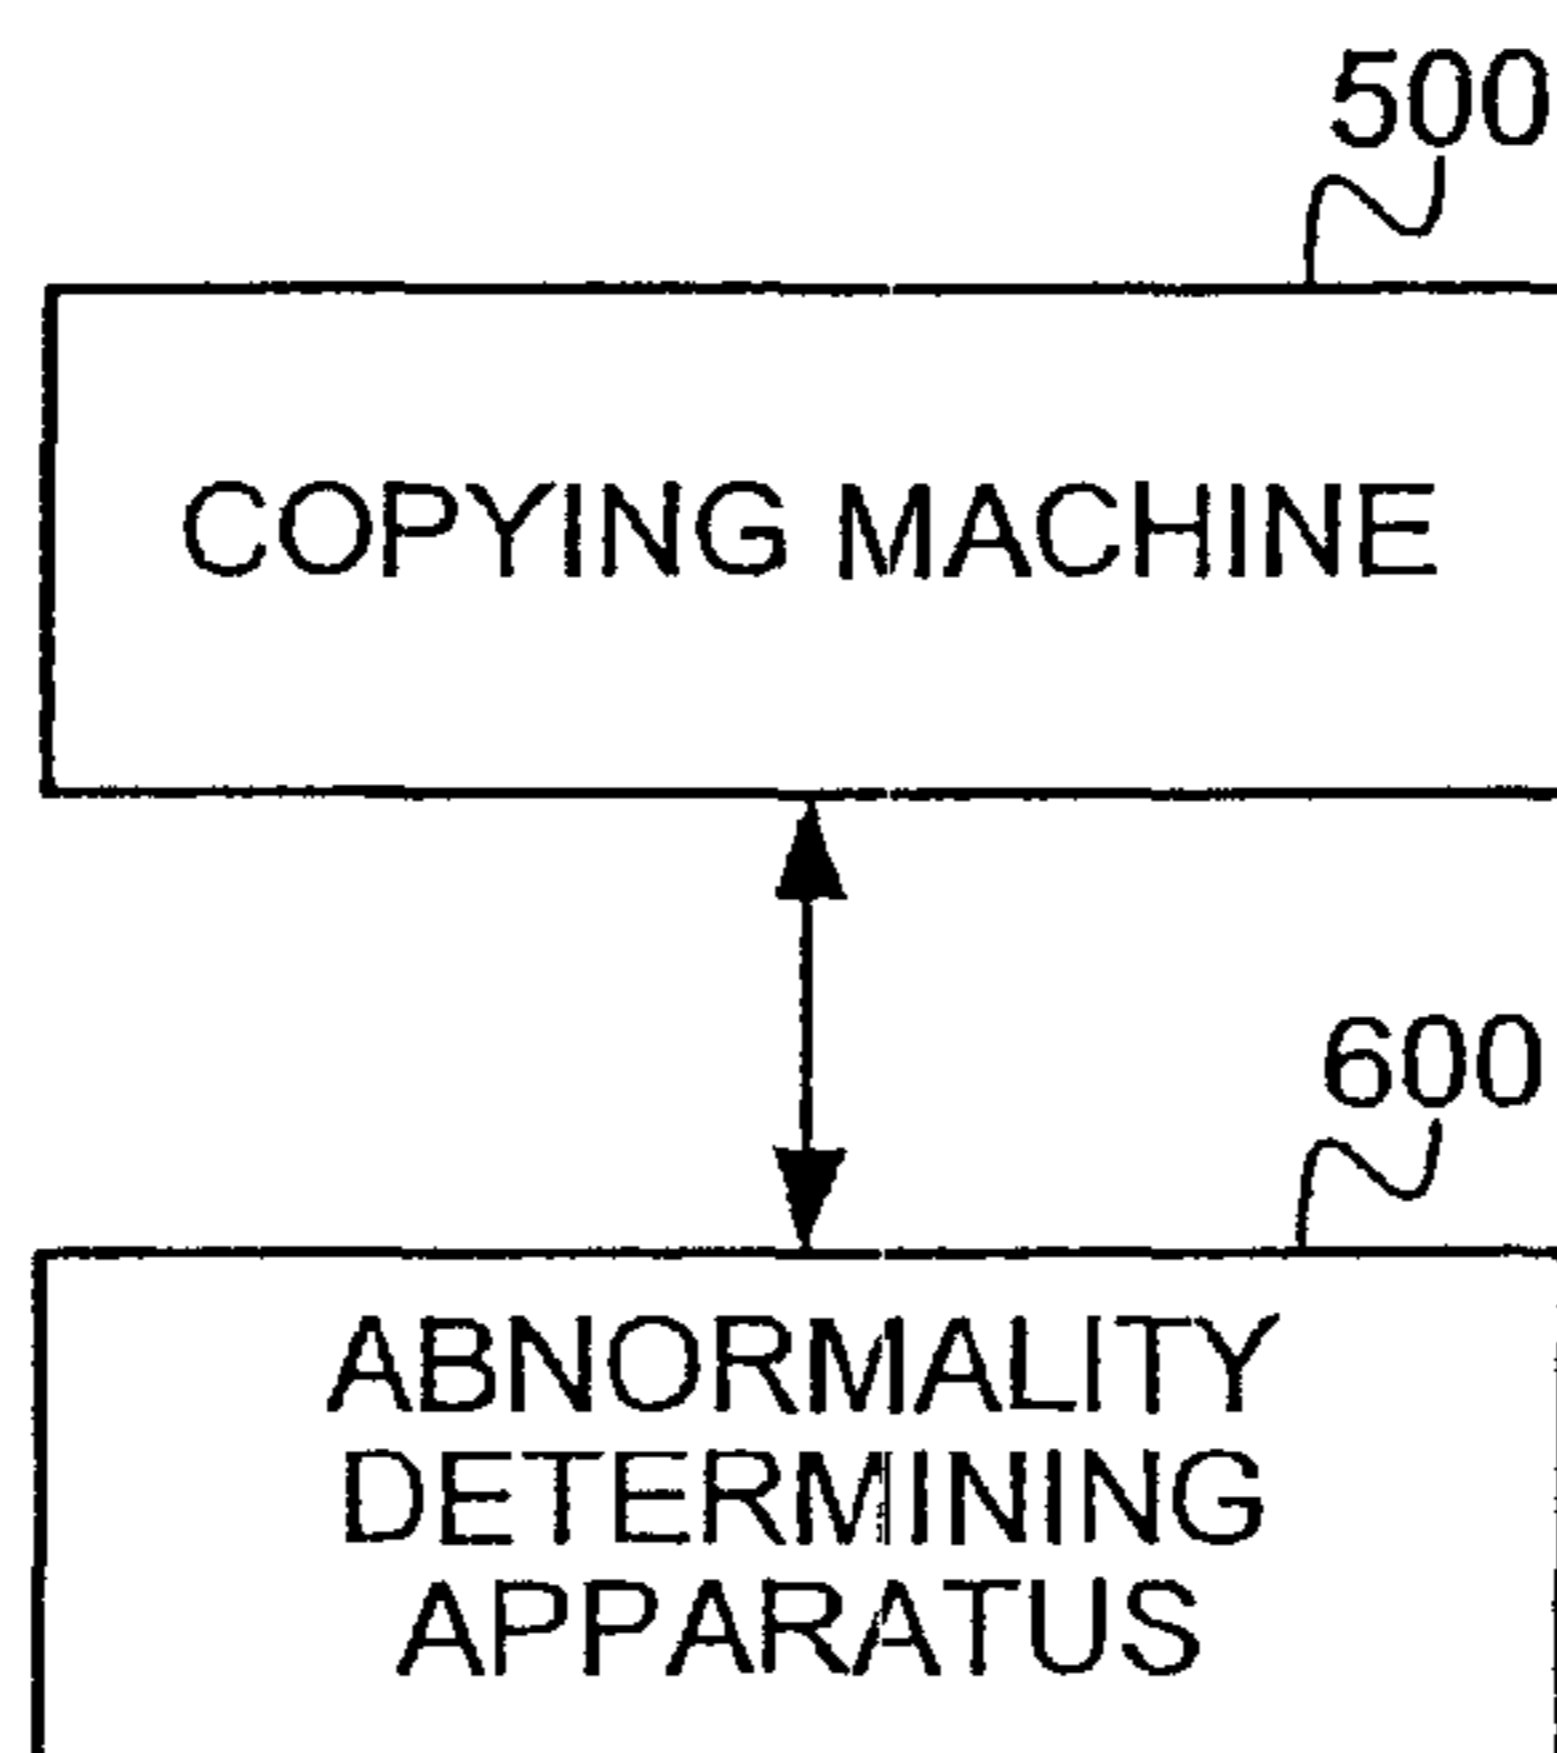 500
COPYING MACHINE
600
ABNORMALITY
DETERMINING
APPARATUS